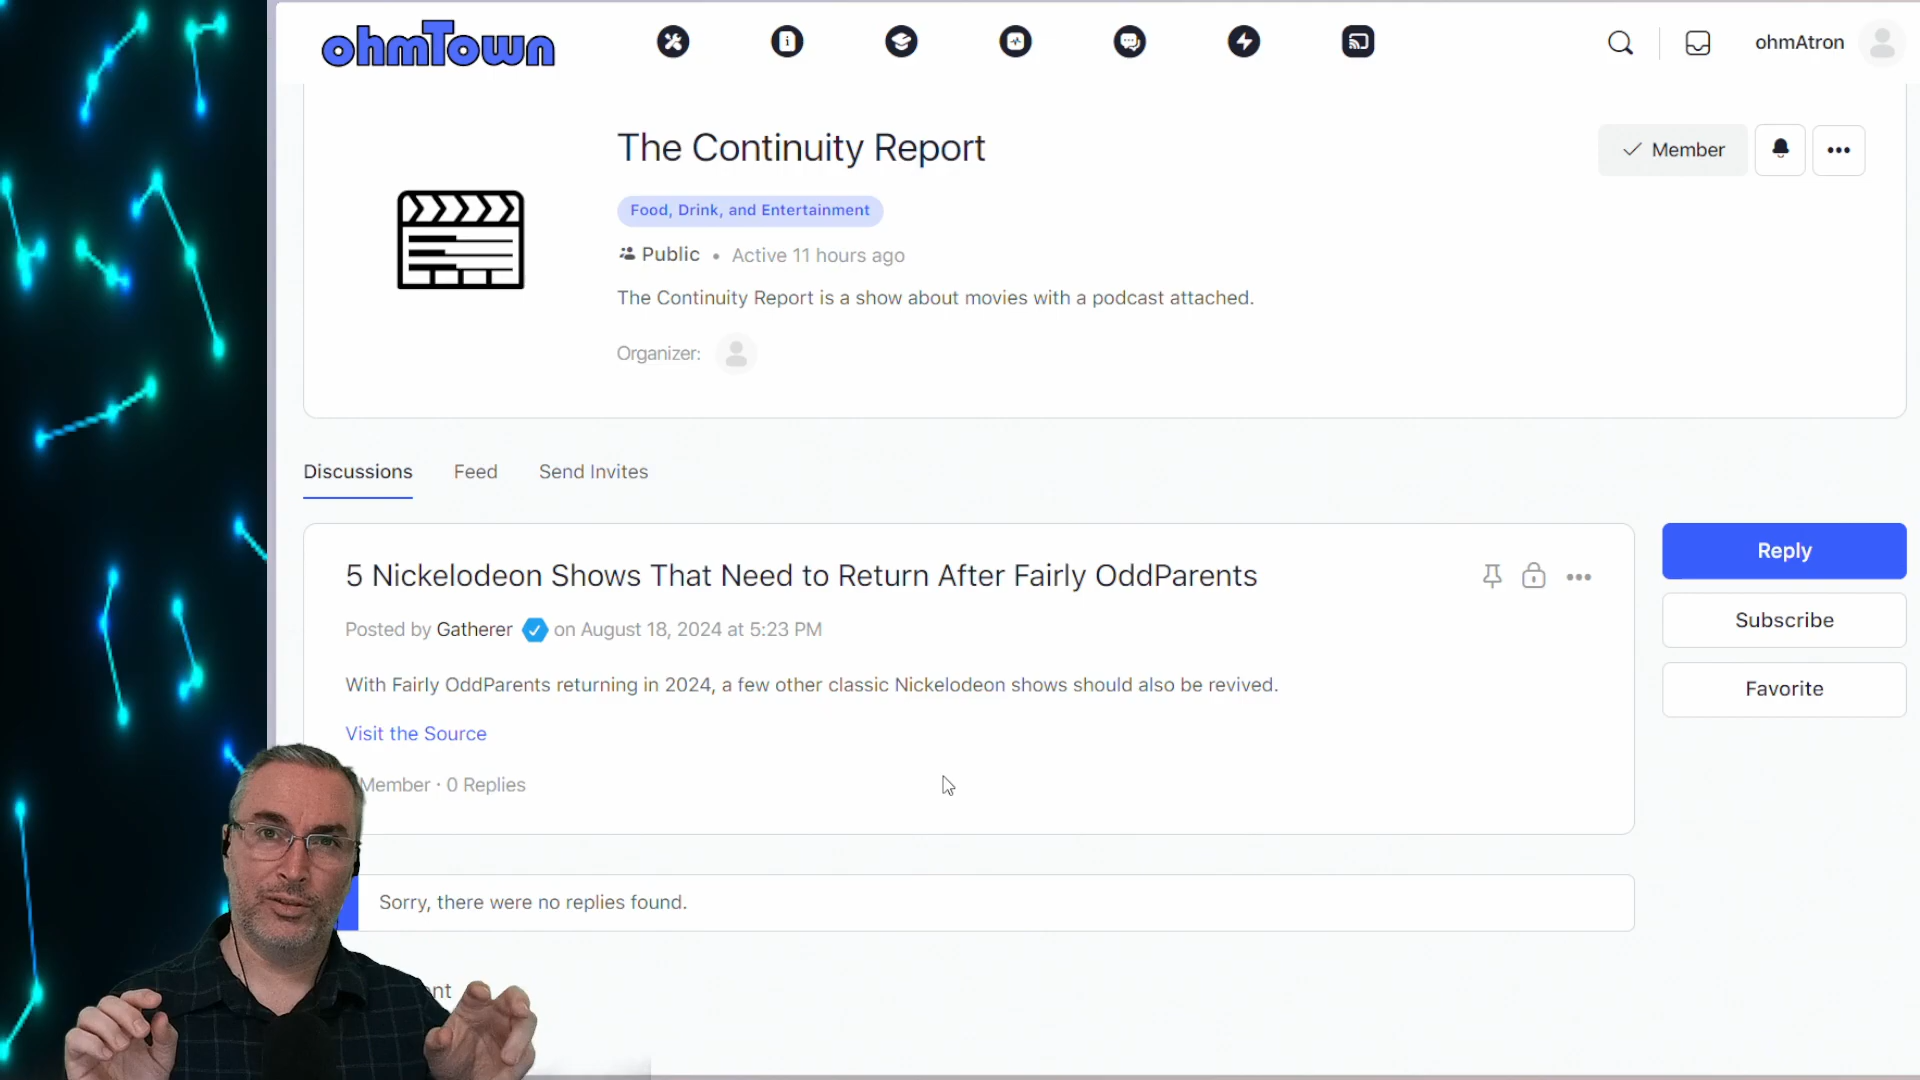 ohmTown
ohmAtron
The Continuity Report
Member
Food, Drink, and Entertainment
Public • Active 11 hours ago
The Continuity Report is a show about movies with a podcast attached.
Organizer:
Discussions
Feed
Send Invites
5 Nickelodeon Shows That Need to Return After Fairly OddParents
Posted by Gatherer on August 18, 2024 at 5:23 PM
With Fairly OddParents returning in 2024, a few other classic Nickelodeon shows should also be revived.
Visit the Source
Member · 0 Replies
Reply
Subscribe
Favorite
Sorry, there were no replies found.